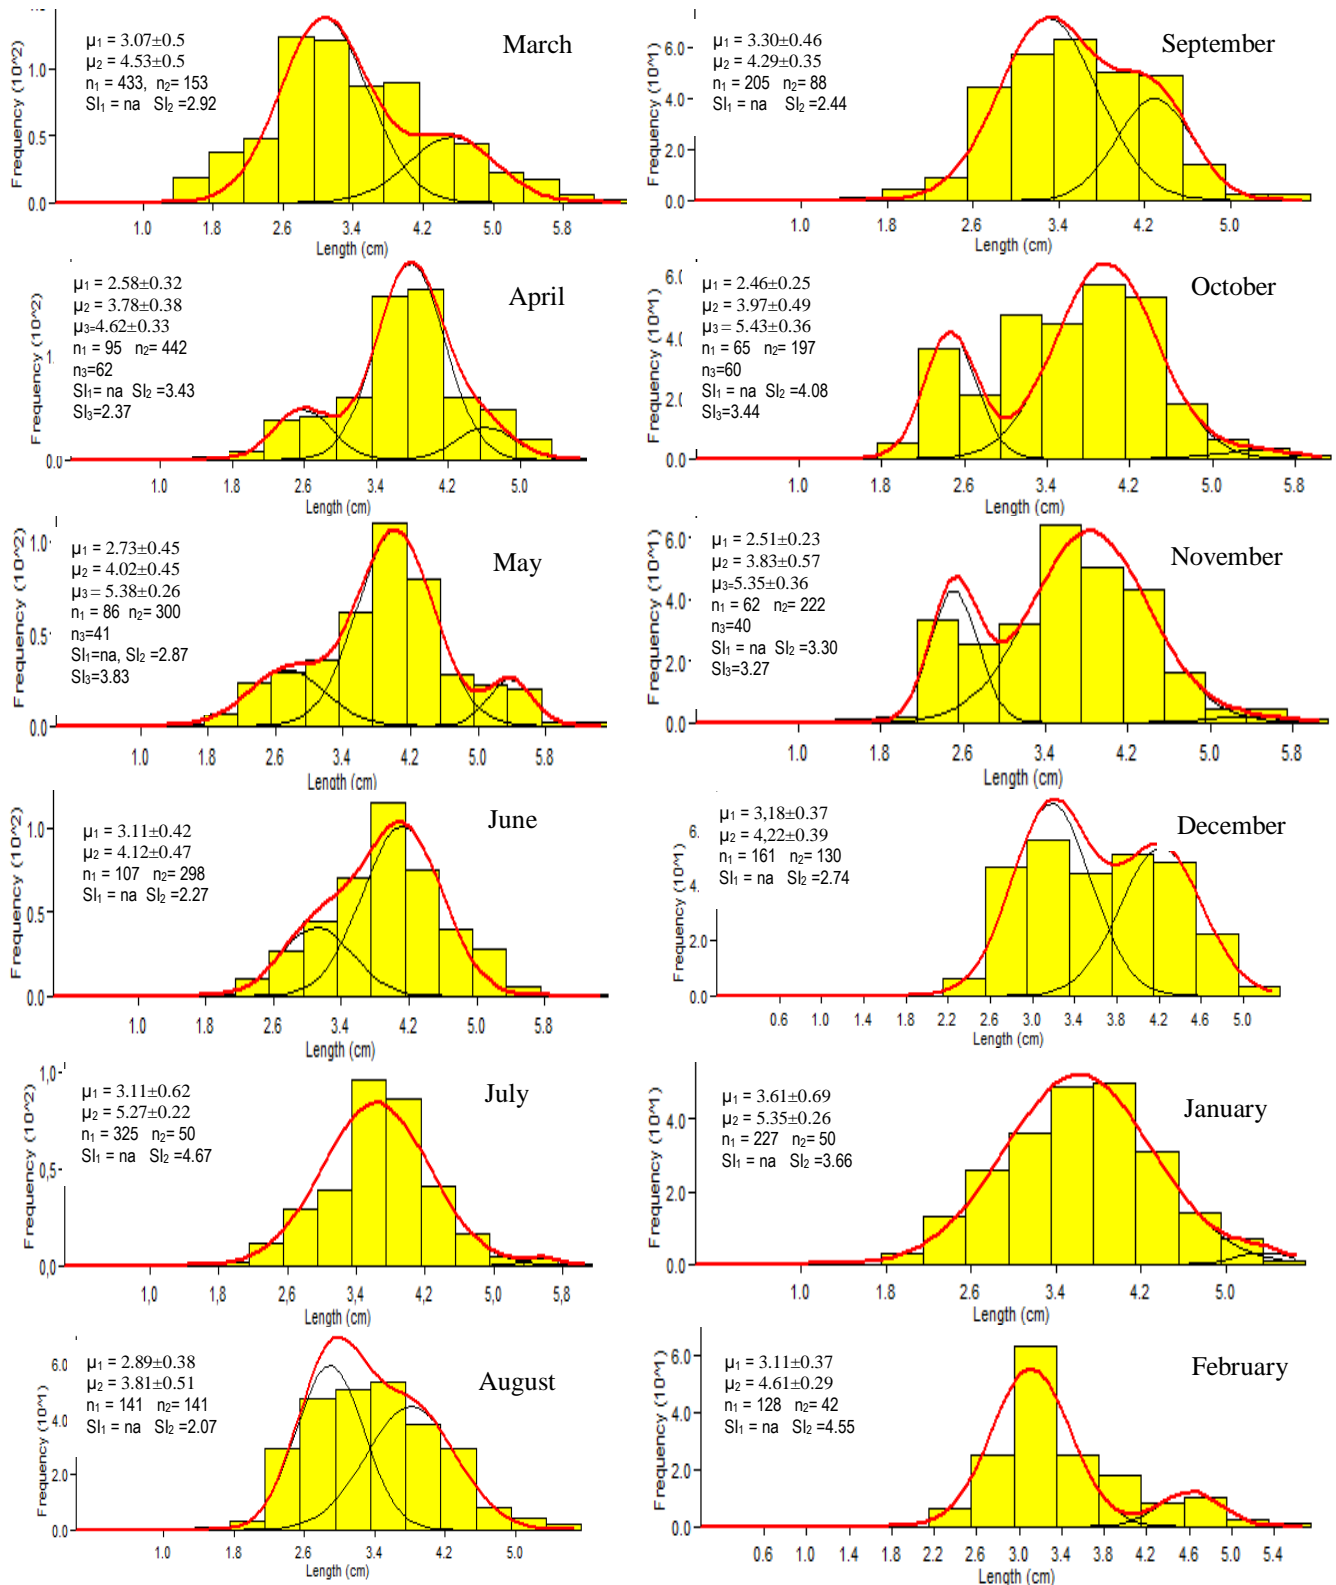 March
μ1 = 3.07±0.5
μ2 = 4.53±0.5
n1 = 433, n2= 153
SI1 = na SI2 =2.92
Frequency (10^2)
1.0
0.5
0.0
1.0 1.8 2.6 3.4 4.2 5.0 5.8
Length (cm)
September
μ1 = 3.30±0.46
μ2 = 4.29±0.35
n1 = 205 n2= 88
SI1 = na SI2 =2.44
Frequency (10^1)
6.0
4.0
2.0
0.0
1.0 1.8 2.6 3.4 4.2 5.0
Length (cm)
April
μ1 = 2.58±0.32
μ2 = 3.78±0.38
μ3=4.62±0.33
n1 = 95 n2= 442
n3=62
SI1= na SI2 =3.43
SI3=2.37
Frequency (10^2)
1.
0.0
1.0 1.8 2.6 3.4 4.2 5.0
Length (cm)
October
μ1 = 2.46±0.25
μ2 = 3.97±0.49
μ3 = 5.43±0.36
n1 = 65 n2= 197
n3=60
SI1 = na SI2 =4.08
SI3=3.44
Frequency (10^1)
6.0
4.0
2.0
0.0
1.0 1.8 2.6 3.4 4.2 5.0 5.8
Length (cm)
May
μ1 = 2.73±0.45
μ2 = 4.02±0.45
μ3 = 5.38±0.26
n1 = 86 n2= 300
n3=41
SI1=na, SI2 =2.87
SI3=3.83
Frequency (10^2)
1.0
0.5
0.0
1.0 1.8 2.6 3.4 4.2 5.0 5.8
Length (cm)
November
μ1 = 2.51±0.23
μ2 = 3.83±0.57
μ3=5.35±0.36
n1 = 62 n2= 222
n3=40
SI1 = na SI2 =3.30
SI3=3.27
Frequency (10^1)
6.0
4.0
2.0
0.0
1.0 1.8 2.6 3.4 4.2 5.0 5.8
Length (cm)
June
μ1 = 3.11±0.42
μ2 = 4.12±0.47
n1 = 107 n2= 298
SI1 = na SI2 =2.27
Frequency (10^2)
1.0
0.5
0.0
1.0 1.8 2.6 3.4 4.2 5.0 5.8
Length (cm)
December
μ1 = 3,18±0.37
μ2 = 4,22±0.39
n1 = 161 n2= 130
SI1 = na SI2 =2.74
Frequency (10^1)
6.
4.
2.0
0.0
0.6 1.0 1.4 1.8 2.2 2.6 3.0 3.4 3.8 4.2 4.6 5.0
Length (cm)
July
μ1 = 3.11±0.62
μ2 = 5.27±0.22
n1 = 325 n2= 50
SI1 = na SI2 =4.67
Frequency (10^2)
1,0
0,5
0,0
1,0 1.8 2,6 3,4 4,2 5,0 5,8
Length (cm)
January
μ1 = 3.61±0.69
μ2 = 5.35±0.26
n1 = 227 n2= 50
SI1 = na SI2 =3.66
Frequency (10^1)
4.0
2.0
0.0
1.0 1.8 2.6 3.4 4.2 5.0
Length (cm)
August
μ1 = 2.89±0.38
μ2 = 3.81±0.51
n1 = 141 n2= 141
SI1 = na SI2 =2.07
Frequency (10^1)
6.0
4.0
2.0
0.0
1.0 1.8 2.6 3.4 4.2 5.0
Length (cm)
February
μ1 = 3.11±0.37
μ2 = 4.61±0.29
n1 = 128 n2= 42
SI1 = na SI2 =4.55
Frequency (10^1)
6.0
4.0
2.0
0.0
0.6 1.0 1.4 2.2 2.6 3.0 3.4 3.8 4.6 5.4
Length (cm)